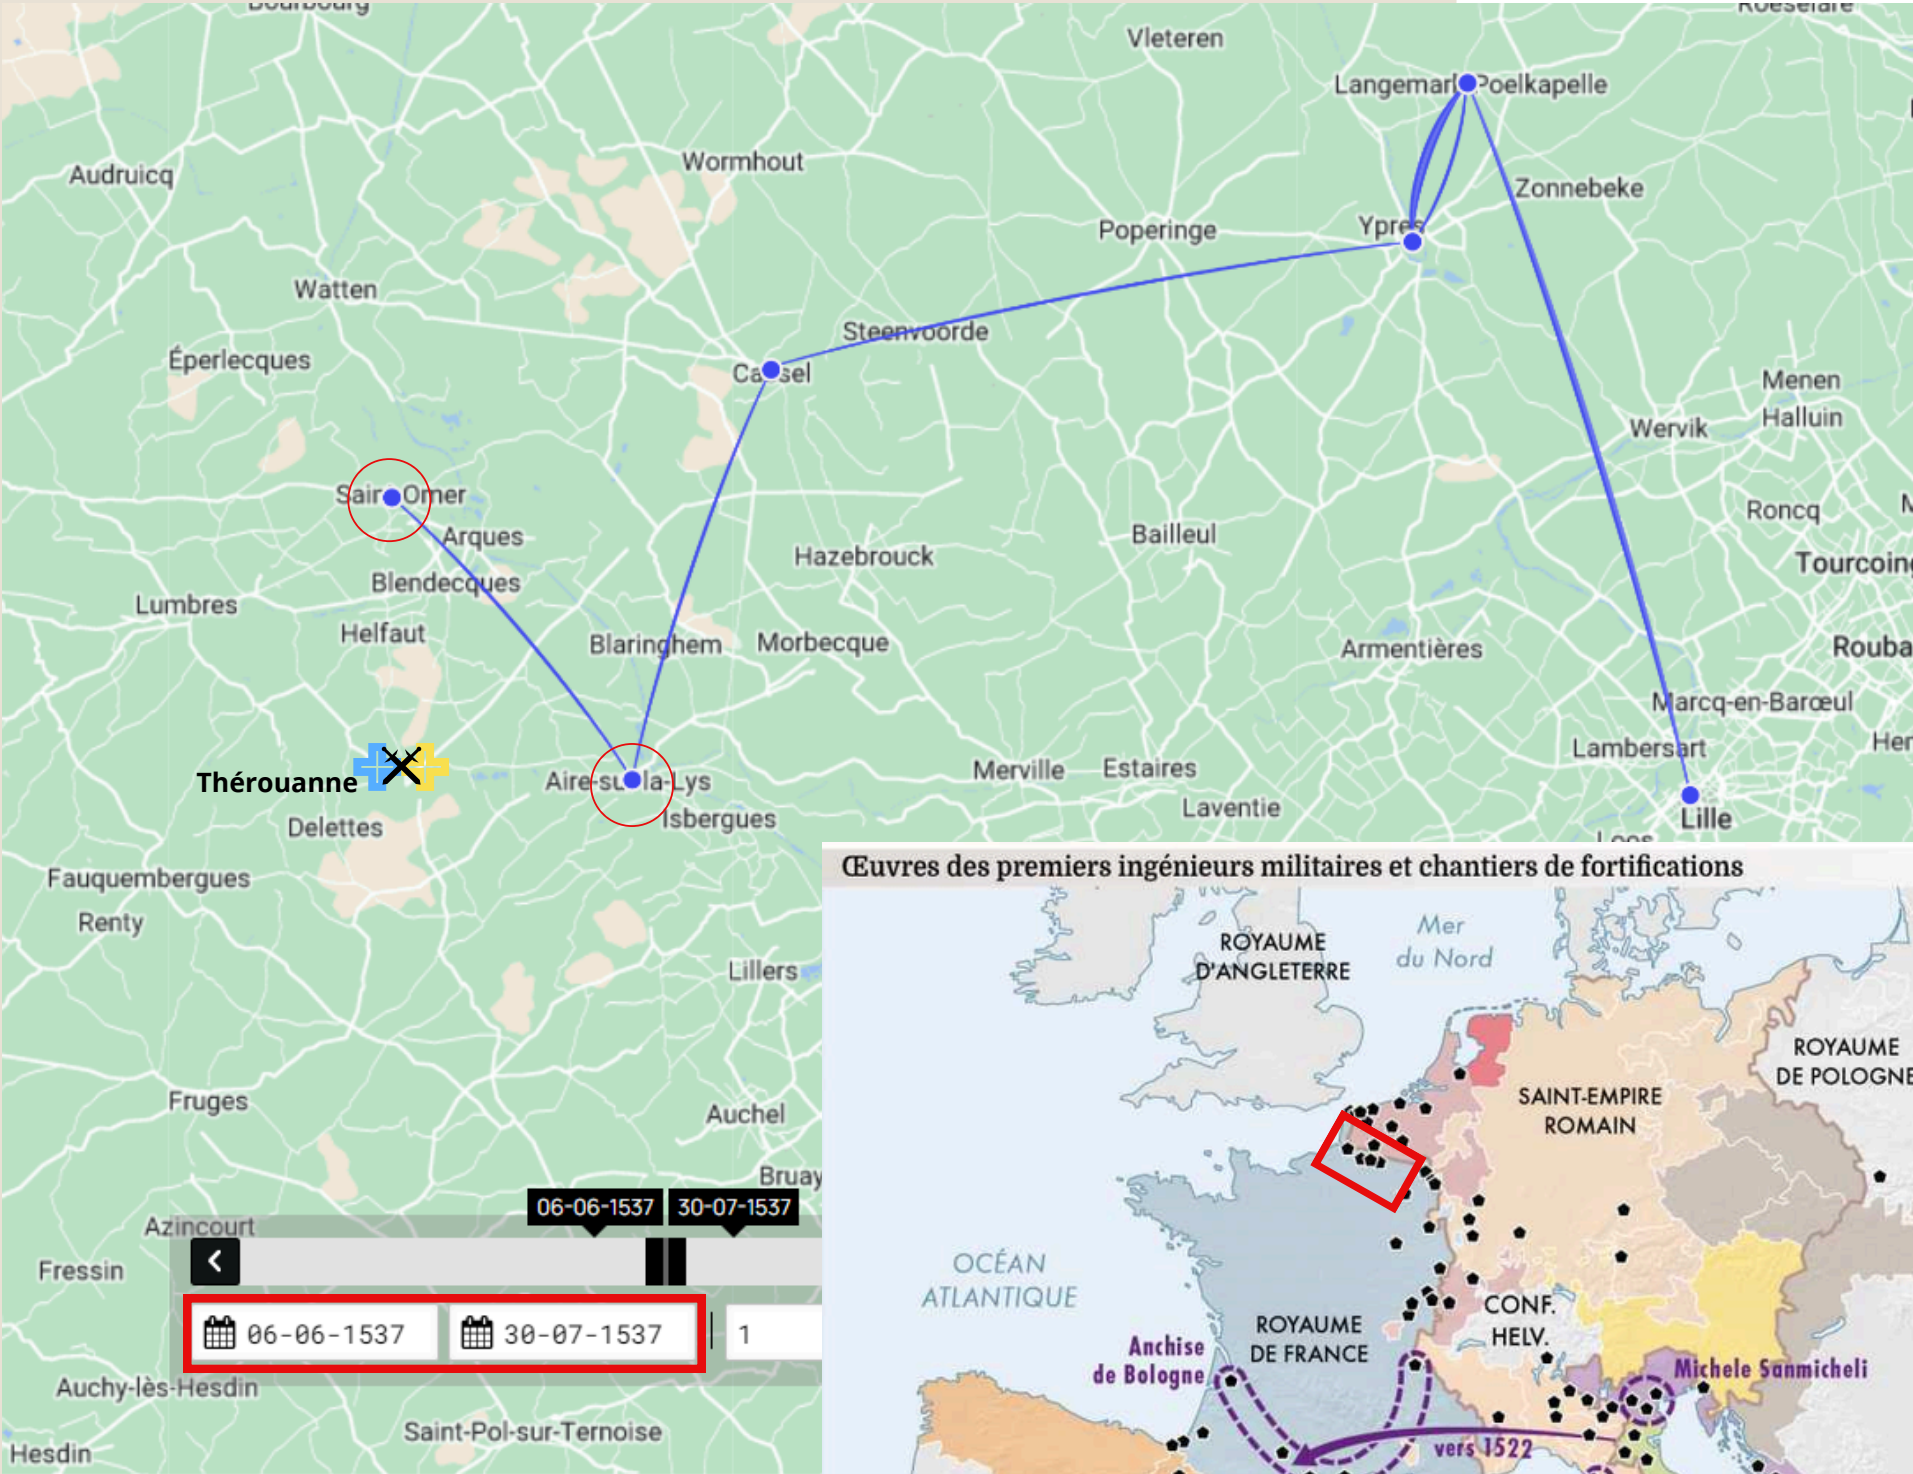 Bourbourg
Roeselare
Vleteren
Langemark-Poelkapelle
Audruicq
Wormhout
Zonnebeke
Poperinge
Ypres
Watten
Steenvoorde
Éperlecques
Cassel
Menen
Halluin
Wervik
Saint-Omer
Roncq
Arques
Bailleul
Hazebrouck
Tourcoing
Blendecques
Lumbres
Helfaut
Blaringhem
Morbecque
Armentières
Rouba
Marcq-en-Barœul
Lambersart
Hem
Thérouanne
Aire-sur-la-Lys
Merville
Estaires
Laventie
Isbergues
Lille
Delettes
Loos
Fauquembergues
Renty
Lillers
Fruges
Auchel
Bruay
06-06-1537
30-07-1537
Azincourt
Fressin
06-06-1537
30-07-1537
1
Auchy-lès-Hesdin
Saint-Pol-sur-Ternoise
Hesdin
Œuvres des premiers ingénieurs militaires et chantiers de fortifications
Mer
du Nord
ROYAUME
D'ANGLETERRE
ROYAUME
DE POLOGNE
SAINT-EMPIRE
ROMAIN
OCÉAN
ATLANTIQUE
CONF.
HELV.
ROYAUME
DE FRANCE
Anchise
de Bologne
Michele Sanmicheli
vers 1522